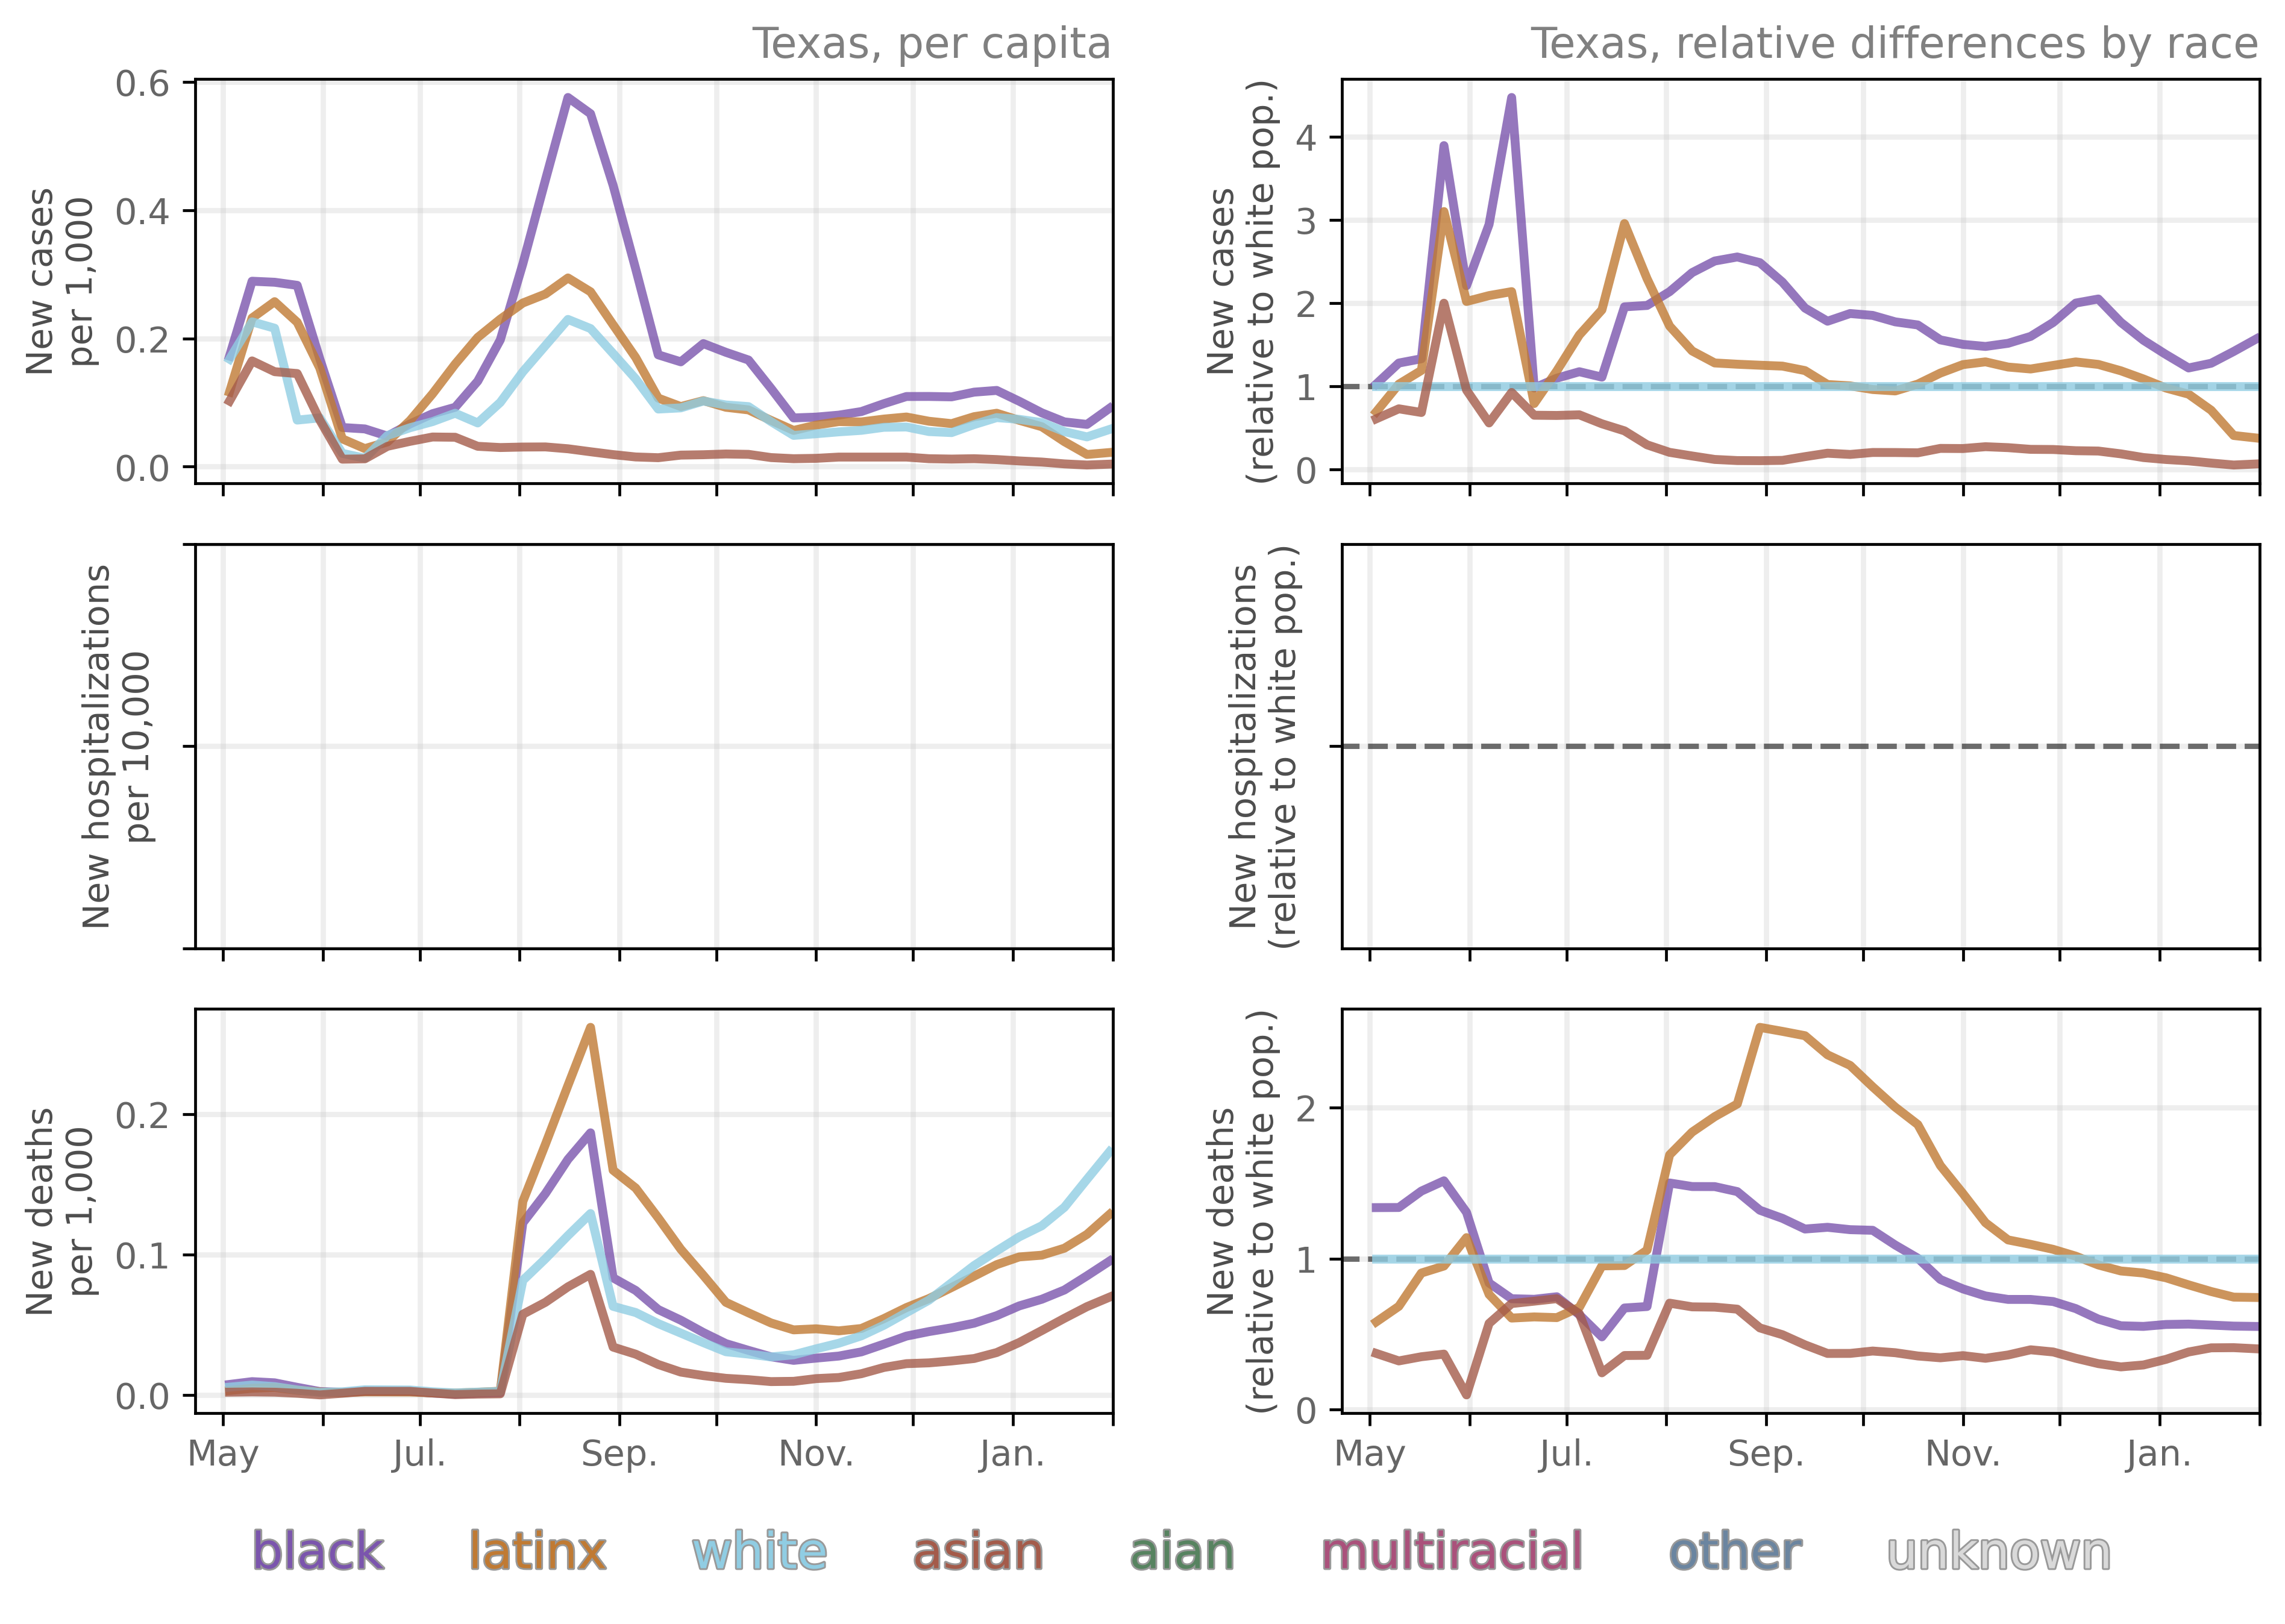 Texas, per capita
Texas, relative differences by race
New cases
per 1,000
0.6
0.4
0.2
0.0
New cases
(relative to white pop.)
4
3
2
1
0
New hospitalizations
per 10,000
New hospitalizations
(relative to white pop.)
New deaths
per 1,000
0.2
0.1
0.0
May Jul. Sep. Nov. Jan.
New deaths
(relative to white pop.)
2
1
0
May Jul. Sep. Nov. Jan.
black latinx white asian aian multiracial other unknown